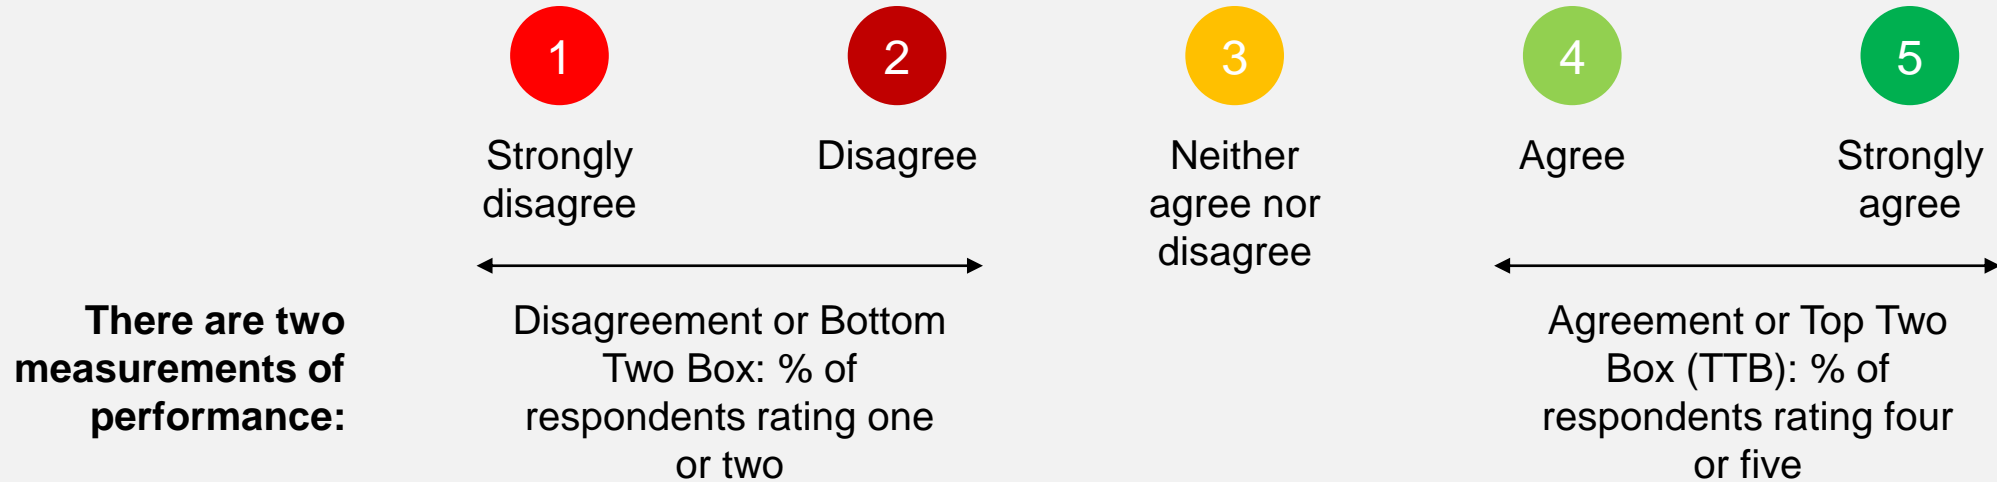 1
2
3
4
5
Strongly
disagree
Disagree
Neither
agree nor
disagree
Agree
Strongly
agree
There are two
measurements of
performance:
Disagreement or Bottom
Two Box: % of
respondents rating one
or two
Agreement or Top Two
Box (TTB): % of
respondents rating four
or five